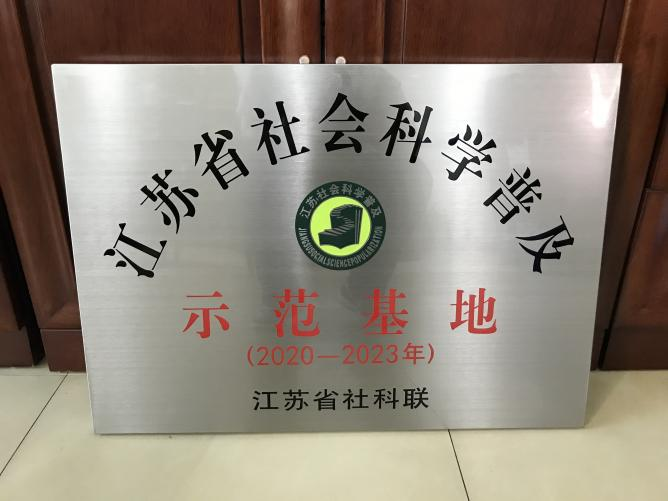 江苏省社会科学普及
江苏社会科学普及
JIANGSUSOCIALSCIENCEPOPULARIZATION
示范基地
(2020—2023年)
江苏省社科联